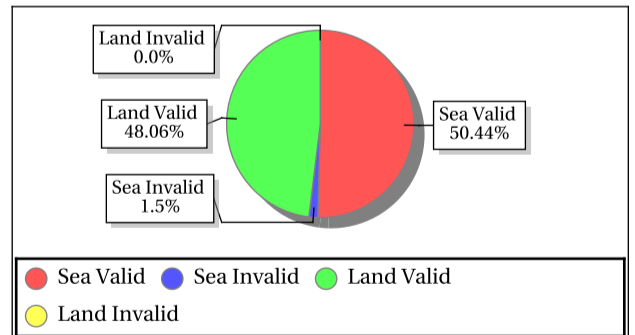 Land Invalid
0.0%
Land Valid
48.06%
Sea Valid
50.44%
Sea Invalid
1.5%
Sea Valid Sea Invalid Land Valid
Land Invalid